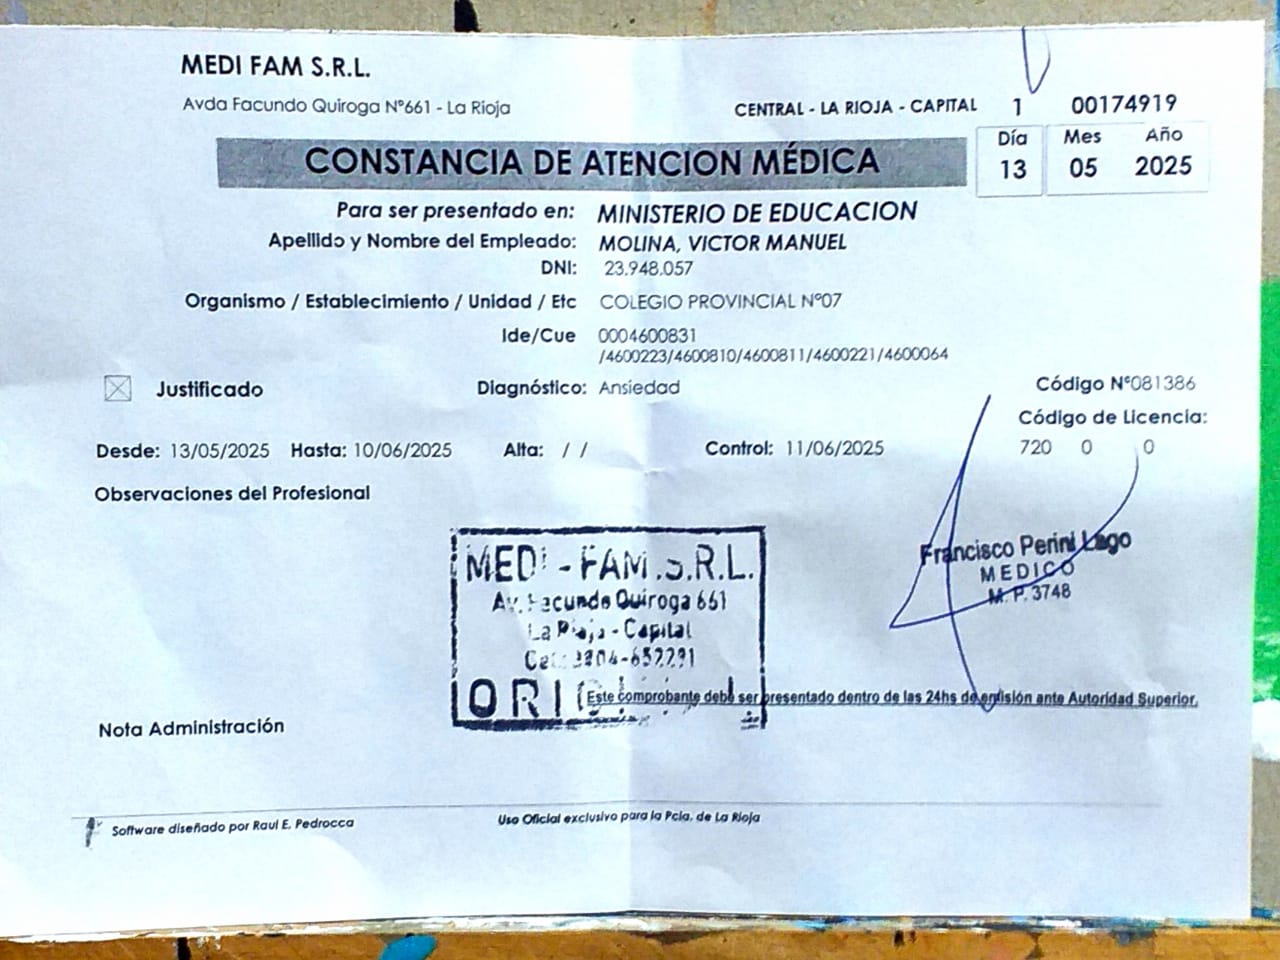 MEDI FAM S.R.L.
Avda Facundo Quiroga Nº661 - La Rioja
CENTRAL - LA RIOJA - CAPITAL 1 00174919
CONSTANCIA DE ATENCION MÉDICA
Día Mes Año
13 05 2025
Para ser presentado en: MINISTERIO DE EDUCACION
Apellido y Nombre del Empleado: MOLINA, VICTOR MANUEL
DNI: 23.948.057
Organismo / Establecimiento / Unidad / Etc COLEGIO PROVINCIAL Nº07
Ide/Cue 0004600831
/4600223/4600810/4600811/4600221/4600064
Justificado Diagnóstico: Ansiedad Código Nº081386
Código de Licencia:
720 0 0
Desde: 13/05/2025 Hasta: 10/06/2025 Alta: / / Control: 11/06/2025
Observaciones del Profesional
MEDI - FAM.S.R.L.
Av. Facundo Quiroga 661
La Rioja - Capital
Francisco Perini Lago
MEDICO
M. P. 3748
Este comprobante debe ser presentado dentro de las 24hs de emisión ante Autoridad Superior.
Nota Administración
Software diseñado por Raul E. Pedrocca
Uso Oficial exclusivo para la Pcia. de La Rioja